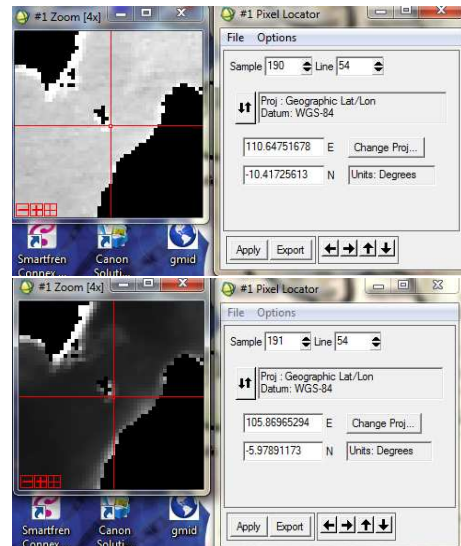 #1 Zoom [4x]
#1 Pixel Locator
File Options
Sample 190 Line 54
Proj : Geographic Lat/Lon
Datum: WGS-84
110.64751678 E Change Proj...
-10.41725613 N Units: Degrees
Apply Export
Smartfren
Connex ...
Canon
Soluti...
gmid
#1 Zoom [4x]
#1 Pixel Locator
File Options
Sample 191 Line 54
Proj : Geographic Lat/Lon
Datum: WGS-84
105.86965294 E Change Proj...
-5.97891173 N Units: Degrees
Apply Export
Smartfren
Connex
Canon
Soluti...
gmid